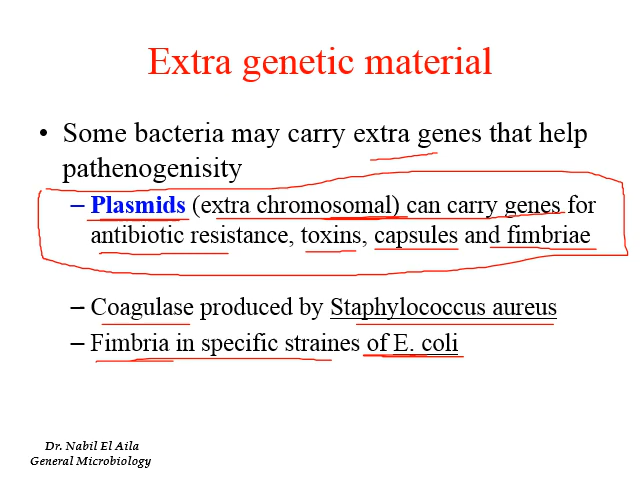 Extra genetic material
• Some bacteria may carry extra genes that help
pathenogenisity
– Plasmids (extra chromosomal) can carry genes for
antibiotic resistance, toxins, capsules and fimbriae
– Coagulase produced by Staphylococcus aureus
– Fimbria in specific straines of E. coli
Dr. Nabil El Aila
General Microbiology